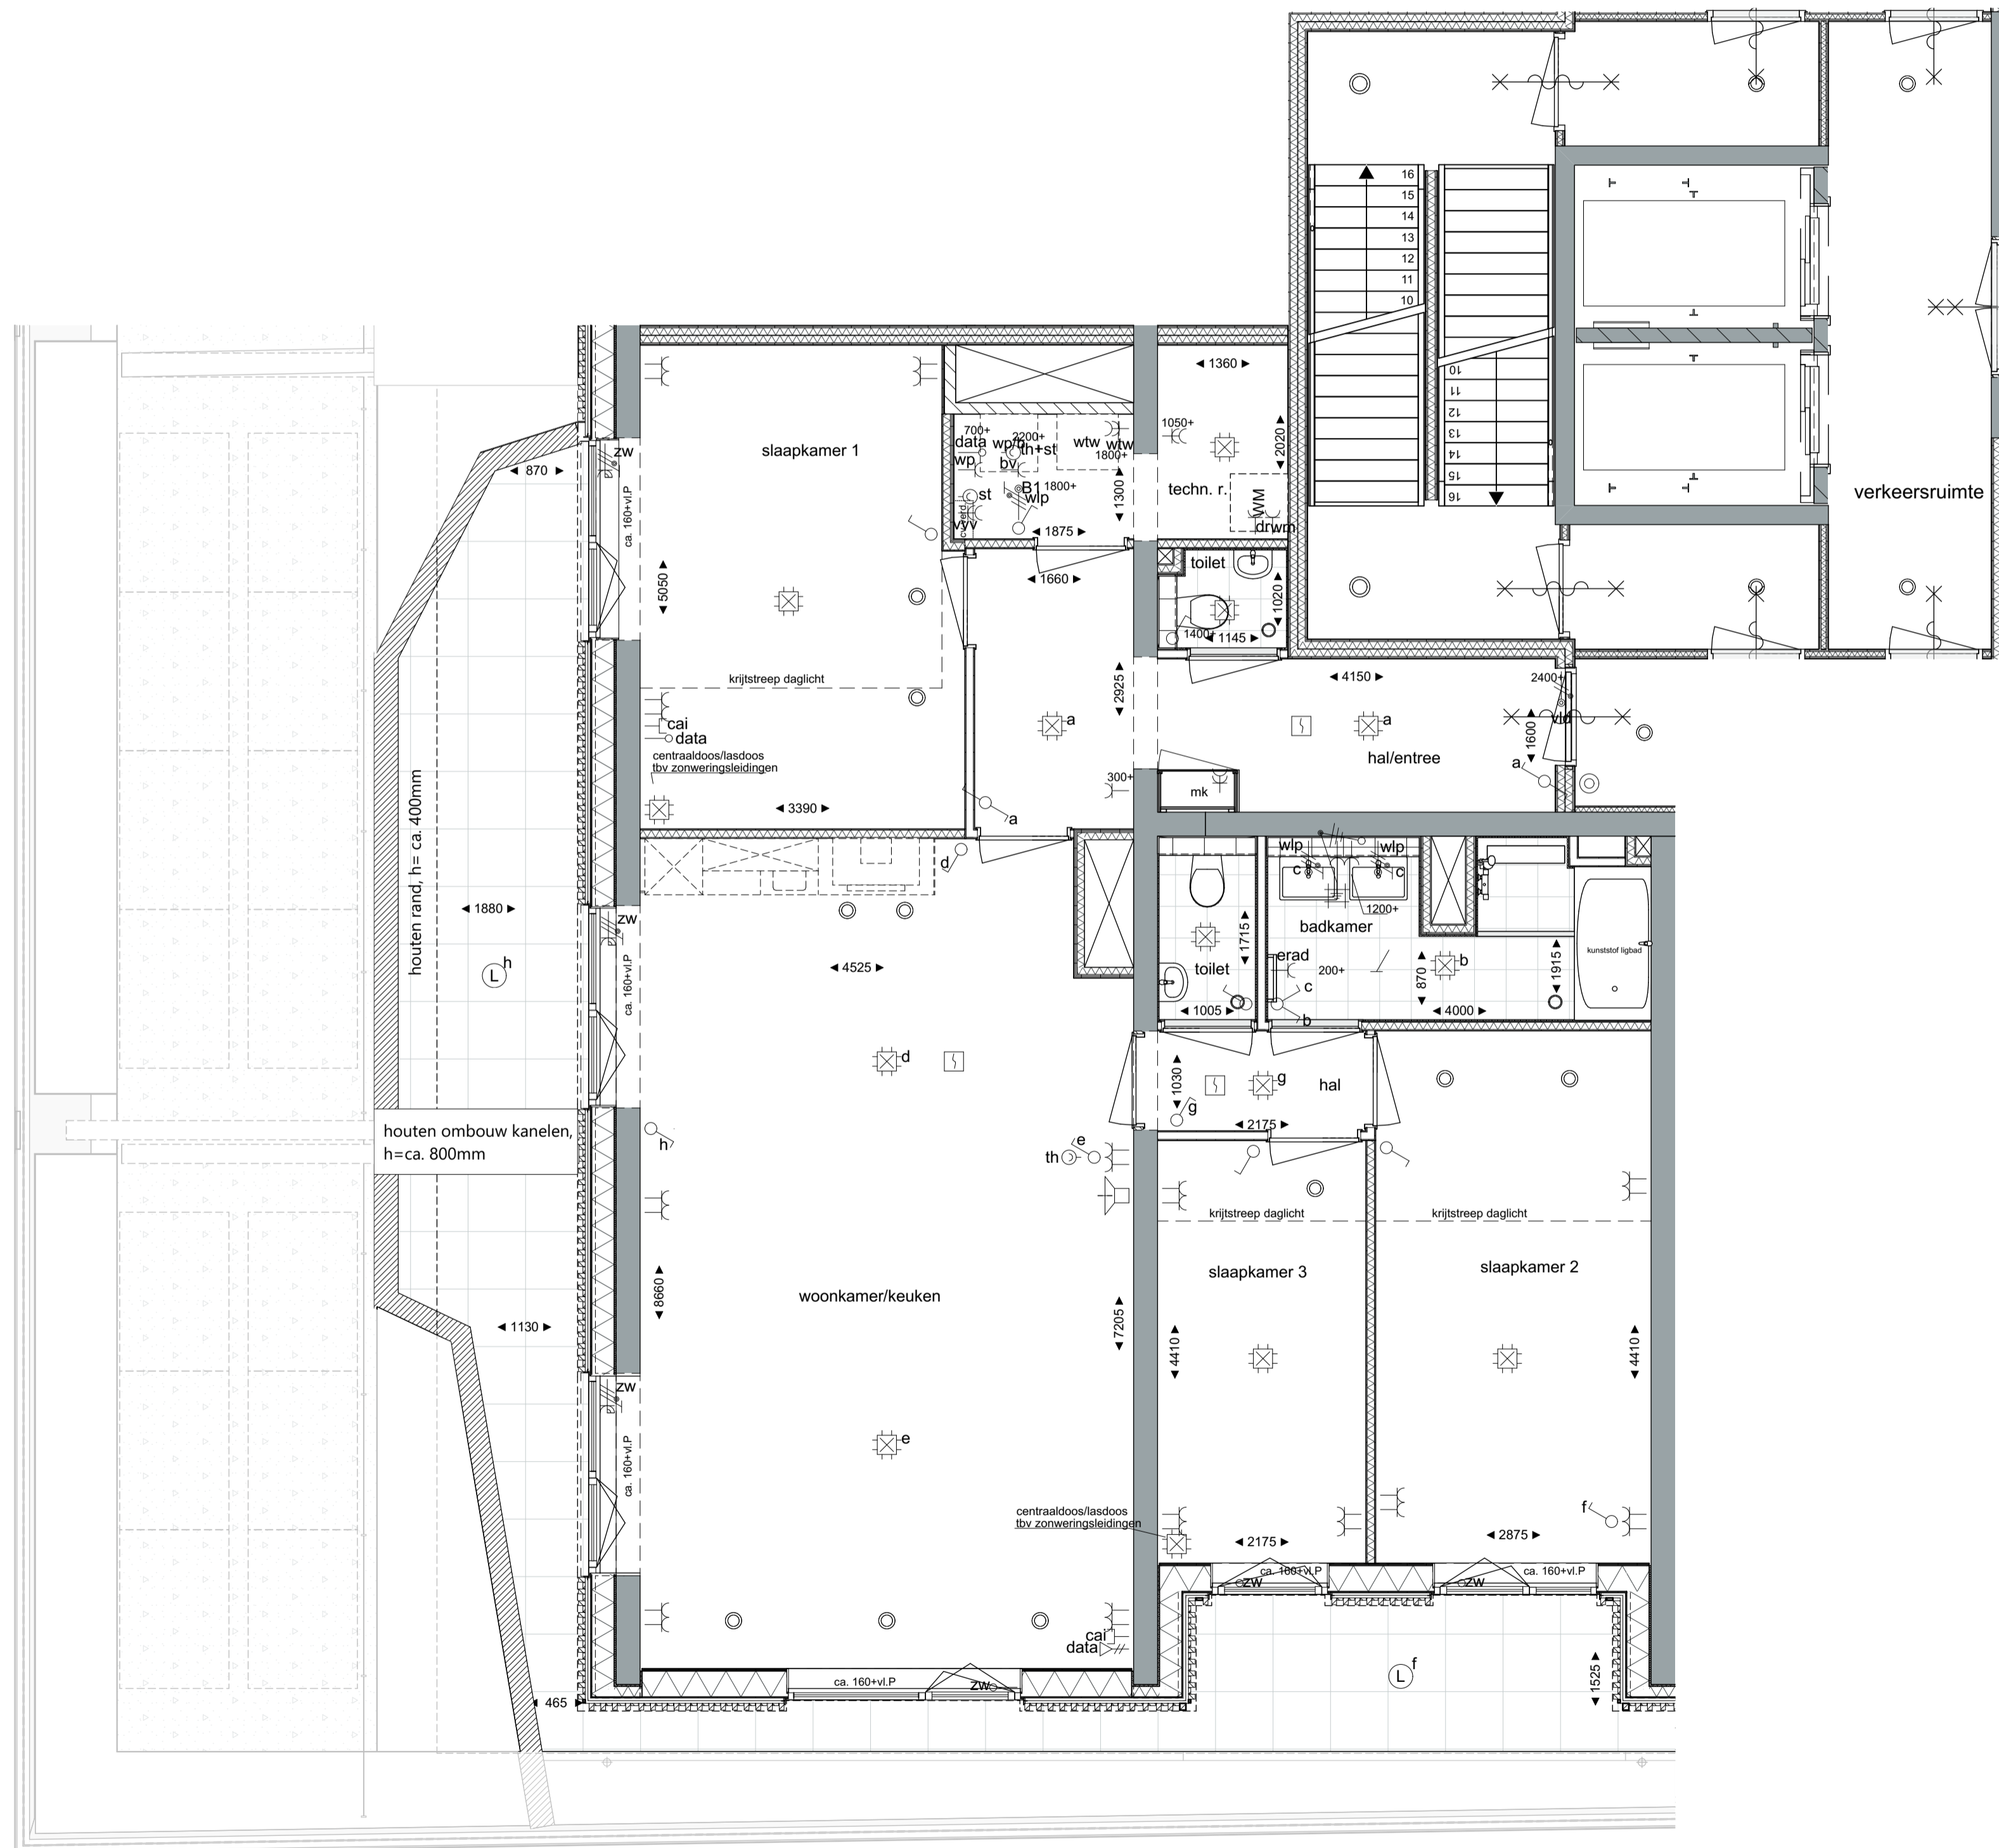 16
15
14
13
12
11
10
10
11
12
13
14
15
16
verkeersruimte
1360
2020
1050+
techn. r.
WM
drwm
slaapkamer 1
zw
870
ca. 160+vl.P
5050
700+
2200+
data
wp/b
th+st
wtw
wtw
1800+
wp
bv
st
B1
1800+
wlp
vvv
1300
1875
1660
toilet
1020
1400+
1145
krijtstreep daglicht
2925
4150
2400+
vld
1600
a
a
a
hal/entree
cai
data
centraaldoos/lasdoos
tbv zonweringsleidingen
3390
300+
mk
a
houten rand, h= ca. 400mm
1880
h
L
zw
ca. 160+vl.P
d
4525
wlp
wlp
c
c
1200+
badkamer
1715
toilet
1005
erad
200+
c
b
870
b
4000
1915
kunststof ligbad
d
1030
g
g
hal
2175
houten ombouw kanelen,
h=ca. 800mm
h
e
th
krijtstreep daglicht
krijtstreep daglicht
slaapkamer 3
slaapkamer 2
8660
woonkamer/keuken
7205
4410
4410
1130
zw
ca. 160+vl.P
e
centraaldoos/lasdoos
tbv zonweringsleidingen
f
2175
2875
ca. 160+vl.P
zw
ca. 160+vl.P
zw
cai
data
ca. 160+vl.P
zw
465
L
f
1525